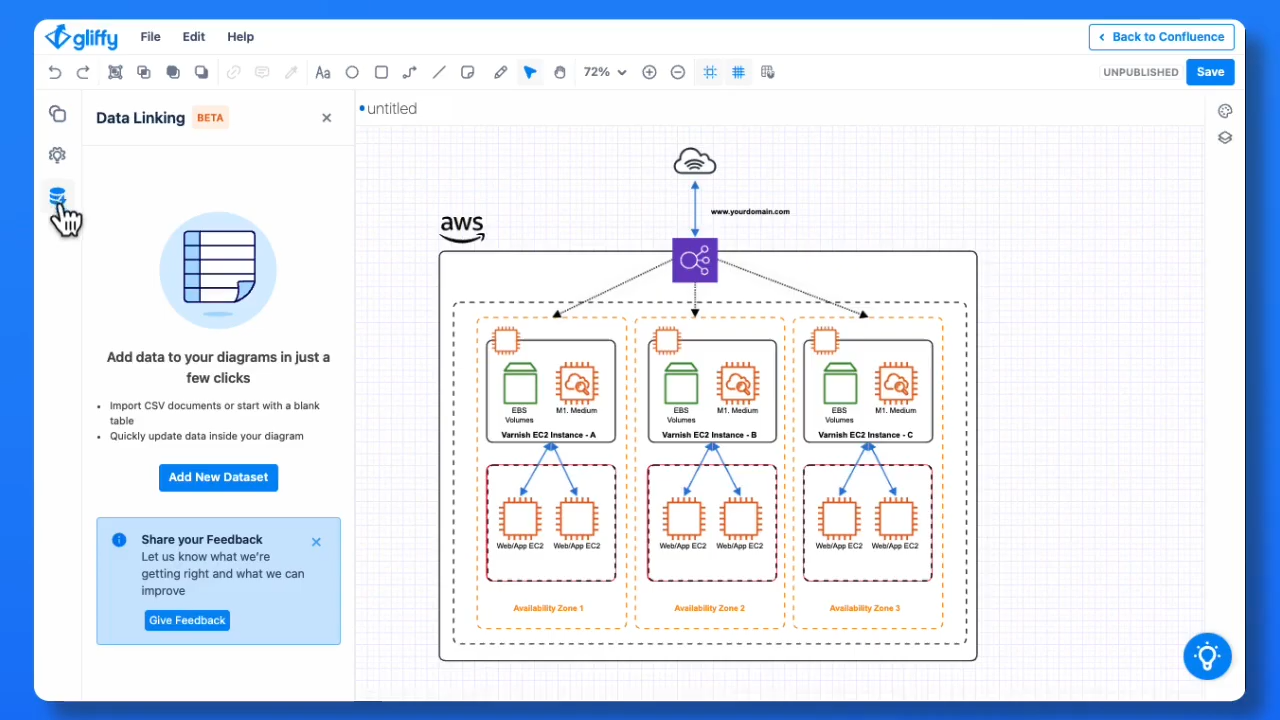 gliffy
File Edit Help
Back to Confluence
Aa
72%
UNPUBLISHED
Save
Data Linking BETA
untitled
Add data to your diagrams in just a
few clicks
• Import CSV documents or start with a blank
table
• Quickly update data inside your diagram
Add New Dataset
Share your Feedback
Let us know what we're
getting right and what we can
improve
Give Feedback
www.yourdomain.com
aws
EBS
Volumes
M1. Medium
Varnish EC2 Instance - A
EBS
Volumes
M1. Medium
Varnish EC2 Instance - B
EBS
Volumes
M1. Medium
Varnish EC2 Instance - C
Web/App EC2 Web/App EC2
Web/App EC2 Web/App EC2
Web/App EC2 Web/App EC2
Availability Zone 1
Availability Zone 2
Availability Zone 3